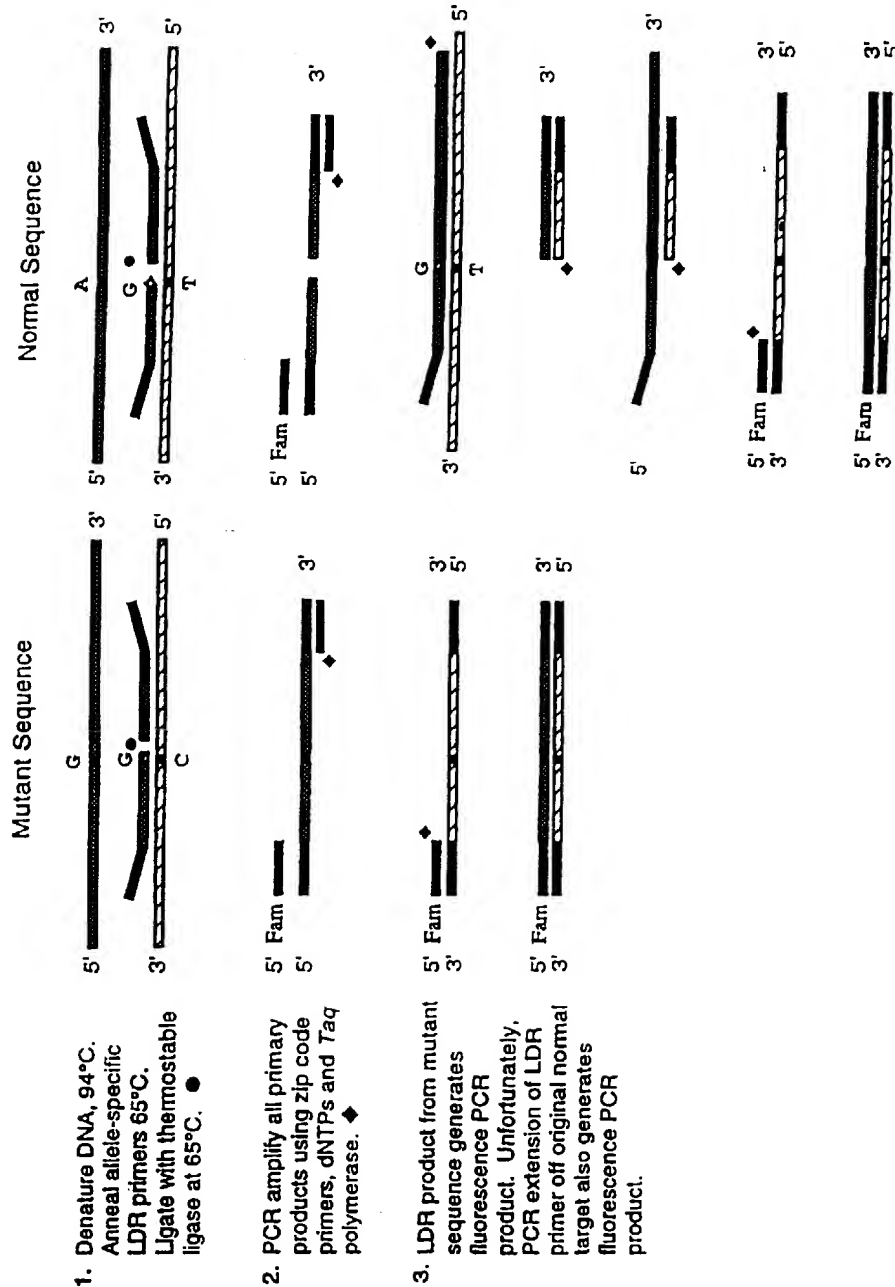 Mutant Sequence
Normal Sequence
1. Denature DNA, 94°C.
Anneal allele-specific
LDR primers 65°C.
Ligate with thermostable
ligase at 65°C. ●
5' G 3'
G
3' C 5'
5' A 3'
G
3' T 5'
2. PCR amplify all primary
products using zip code
primers, dNTPs and Taq
polymerase. ◆
5' Fam
5' 3'
5' Fam
5' 3'
3. LDR product from mutant
sequence generates
fluorescence PCR
product. Unfortunately,
PCR extension of LDR
primer off original normal
target also generates
fluorescence PCR
product.
5' Fam 3'
3' 5'
5' Fam 3'
3' 5'
G
3' T 5'
3'
5' 3'
5' Fam 3'
3' 5'
5' Fam 3'
3' 5'